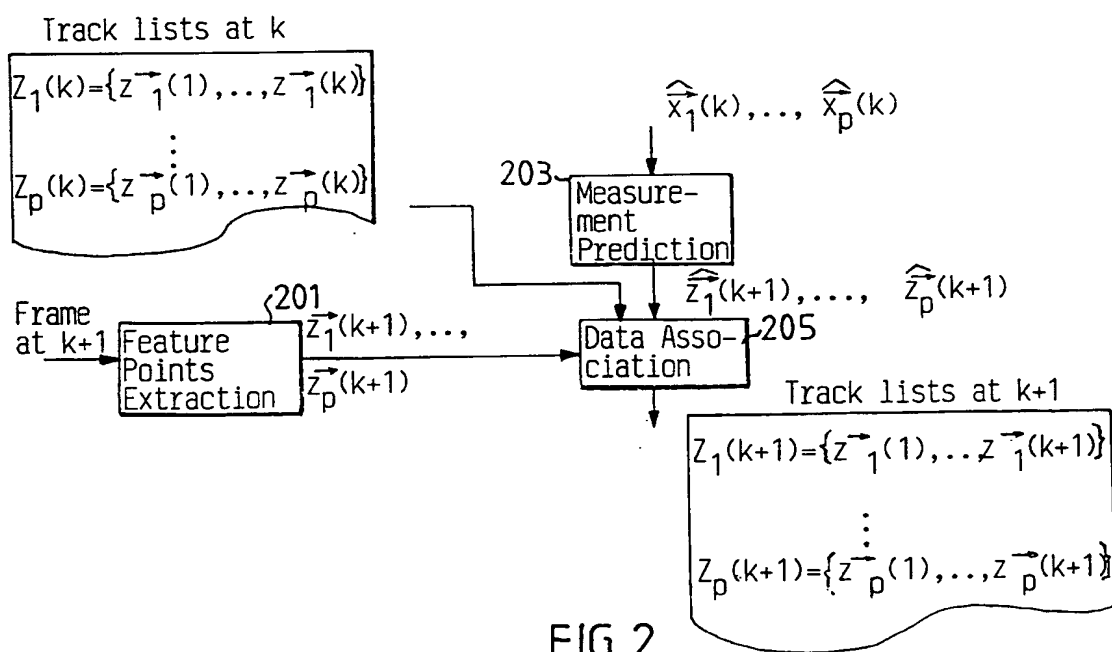 Track lists at k
Z₁(k)={z⃗₁(1),..,z⃗₁(k)}
⋮
Zₚ(k)={z⃗ₚ(1),..,z⃗ₚ(k)}
x̂⃗₁(k),.., x̂⃗ₚ(k)
203
Measure-
ment
Prediction
ẑ⃗₁(k+1),..., ẑ⃗ₚ(k+1)
Frame
at k+1
201
Feature
Points
Extraction
z⃗₁(k+1),..,
z⃗ₚ(k+1)
205
Data Asso-
ciation
Track lists at k+1
Z₁(k+1)={z⃗₁(1),..,z⃗₁(k+1)}
⋮
Zₚ(k+1)={z⃗ₚ(1),..,z⃗ₚ(k+1)}
FIG 2